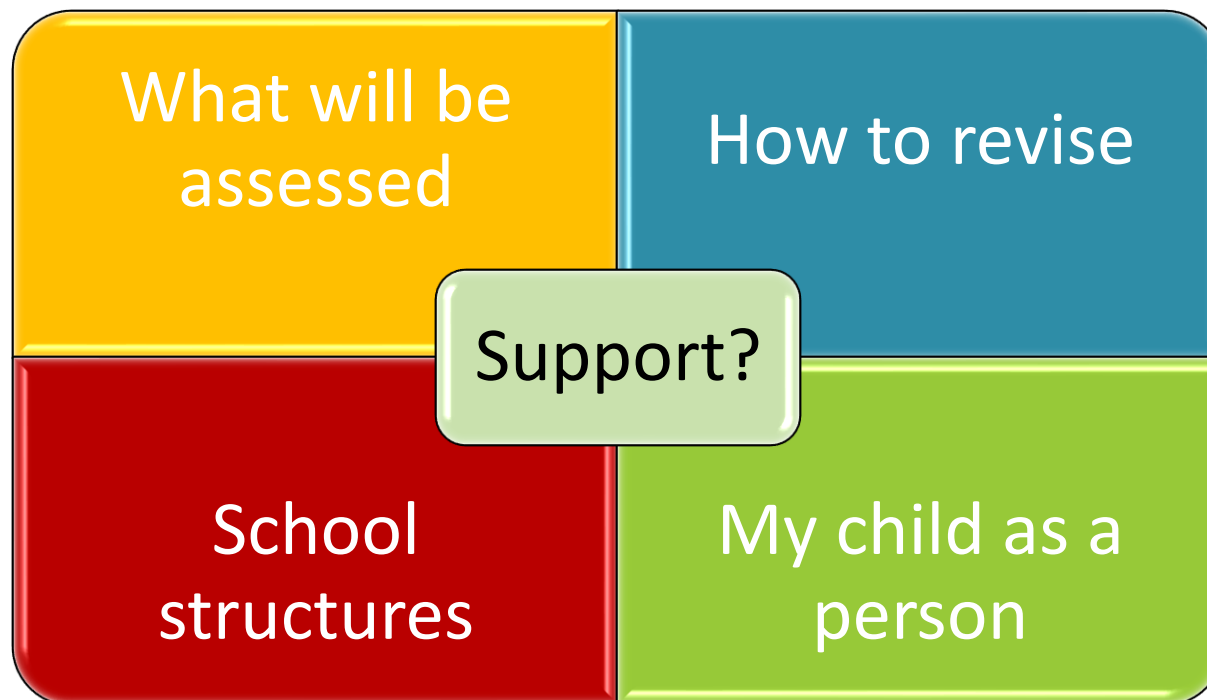 What will be
assessed
How to revise
Support?
School
structures
My child as a
person